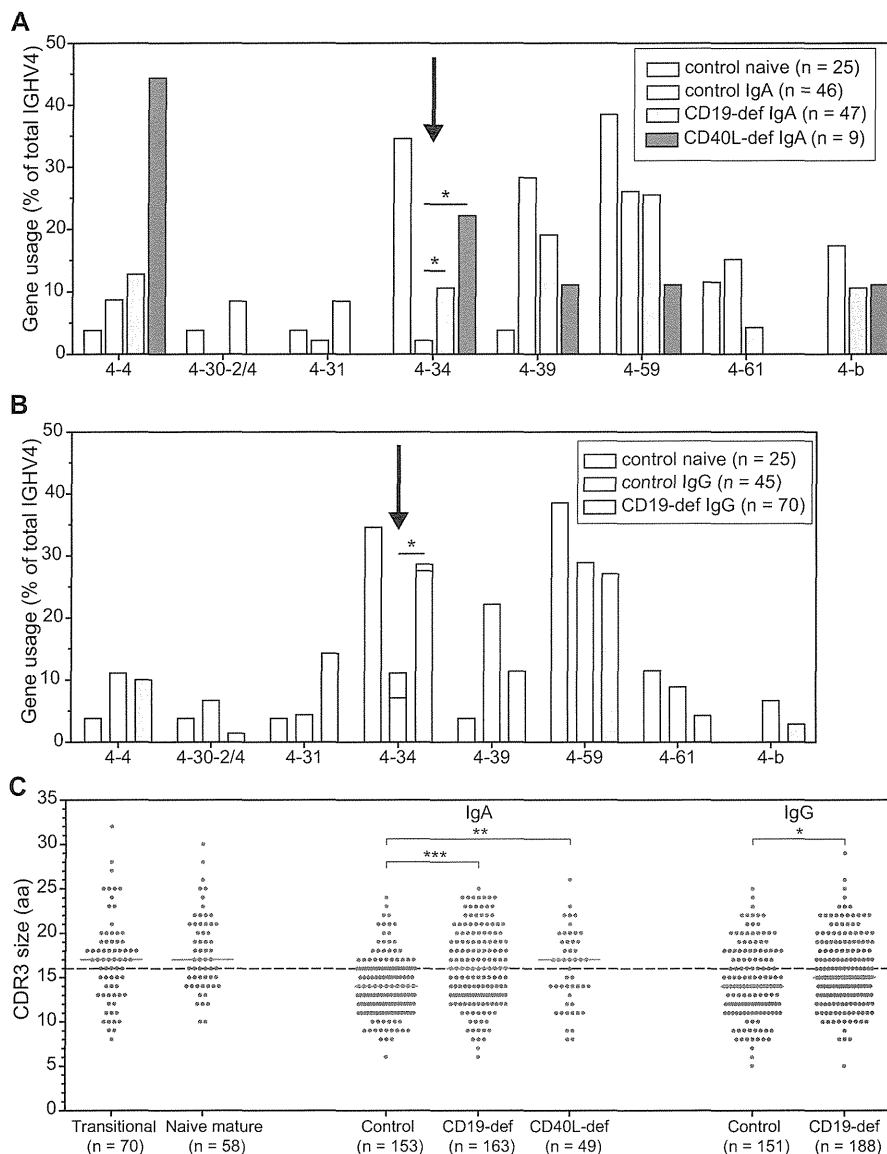 A
Gene usage (% of total IGHV4)
50
40
30
20
10
0
control naive (n = 25)
control IgA (n = 46)
CD19-def IgA (n = 47)
CD40L-def IgA (n = 9)
*
*
4-4 4-30-2/4 4-31 4-34 4-39 4-59 4-61 4-b
B
Gene usage (% of total IGHV4)
50
40
30
20
10
0
control naive (n = 25)
control IgG (n = 45)
CD19-def IgG (n = 70)
*
4-4 4-30-2/4 4-31 4-34 4-39 4-59 4-61 4-b
C
CDR3 size (aa)
35
30
25
20
15
10
5
0
IgA IgG
**
***
*
Transitional Naive mature Control CD19-def CD40L-def Control CD19-def
(n = 70) (n = 58) (n = 153) (n = 163) (n = 49) (n = 151) (n = 188)